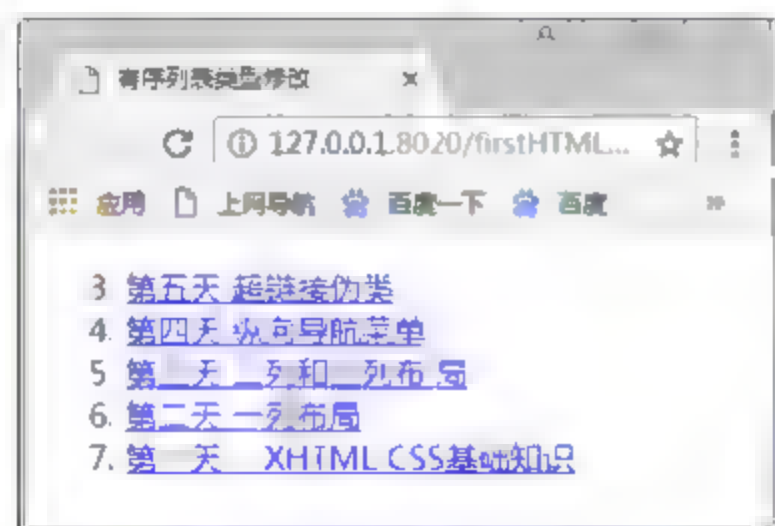 有序列表类型修改 ×
127.0.0.1:8020/firstHTML...
应用 上网导航 百度一下 百度 »
3. 第五天 超链接伪类
4. 第四天 纵向导航菜单
5. 第三天 二列和三列布局
6. 第二天 一列布局
7. 第一天 XHTML CSS基础知识